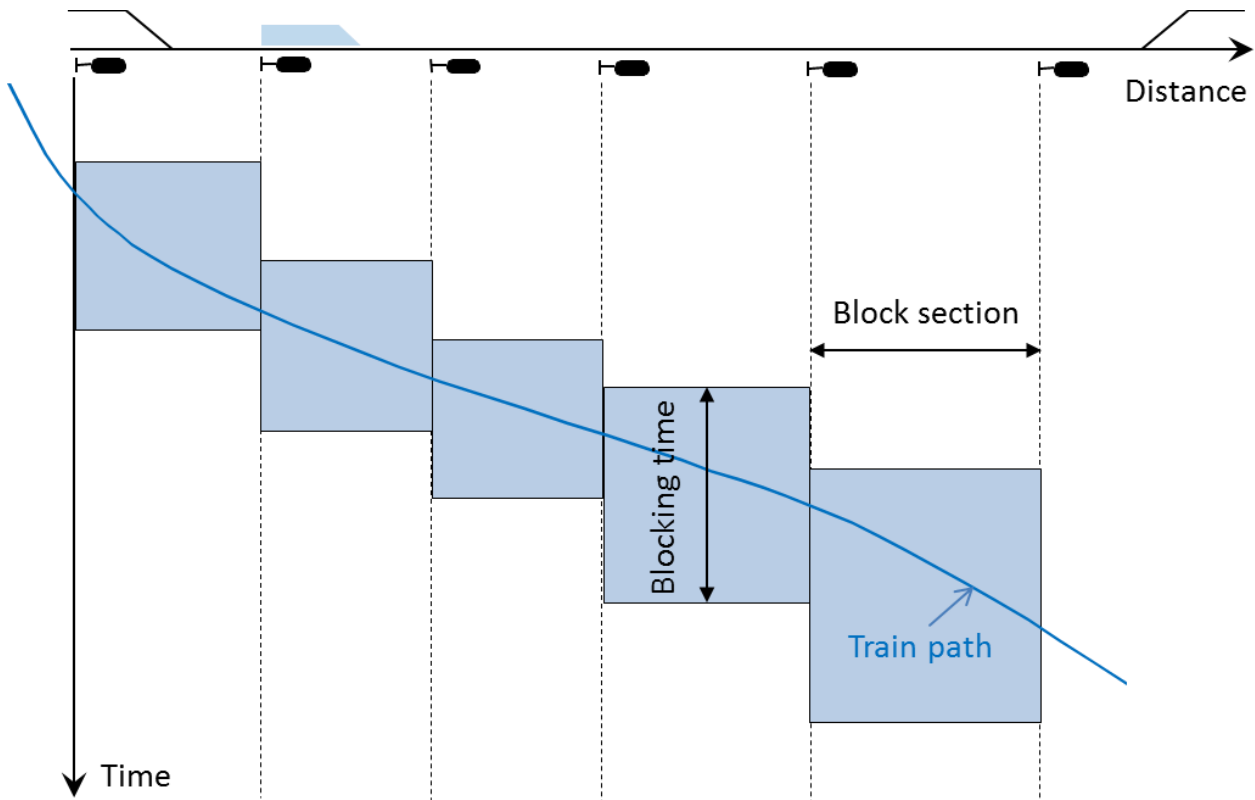 Distance
Block section
Blocking time
Train path
Time